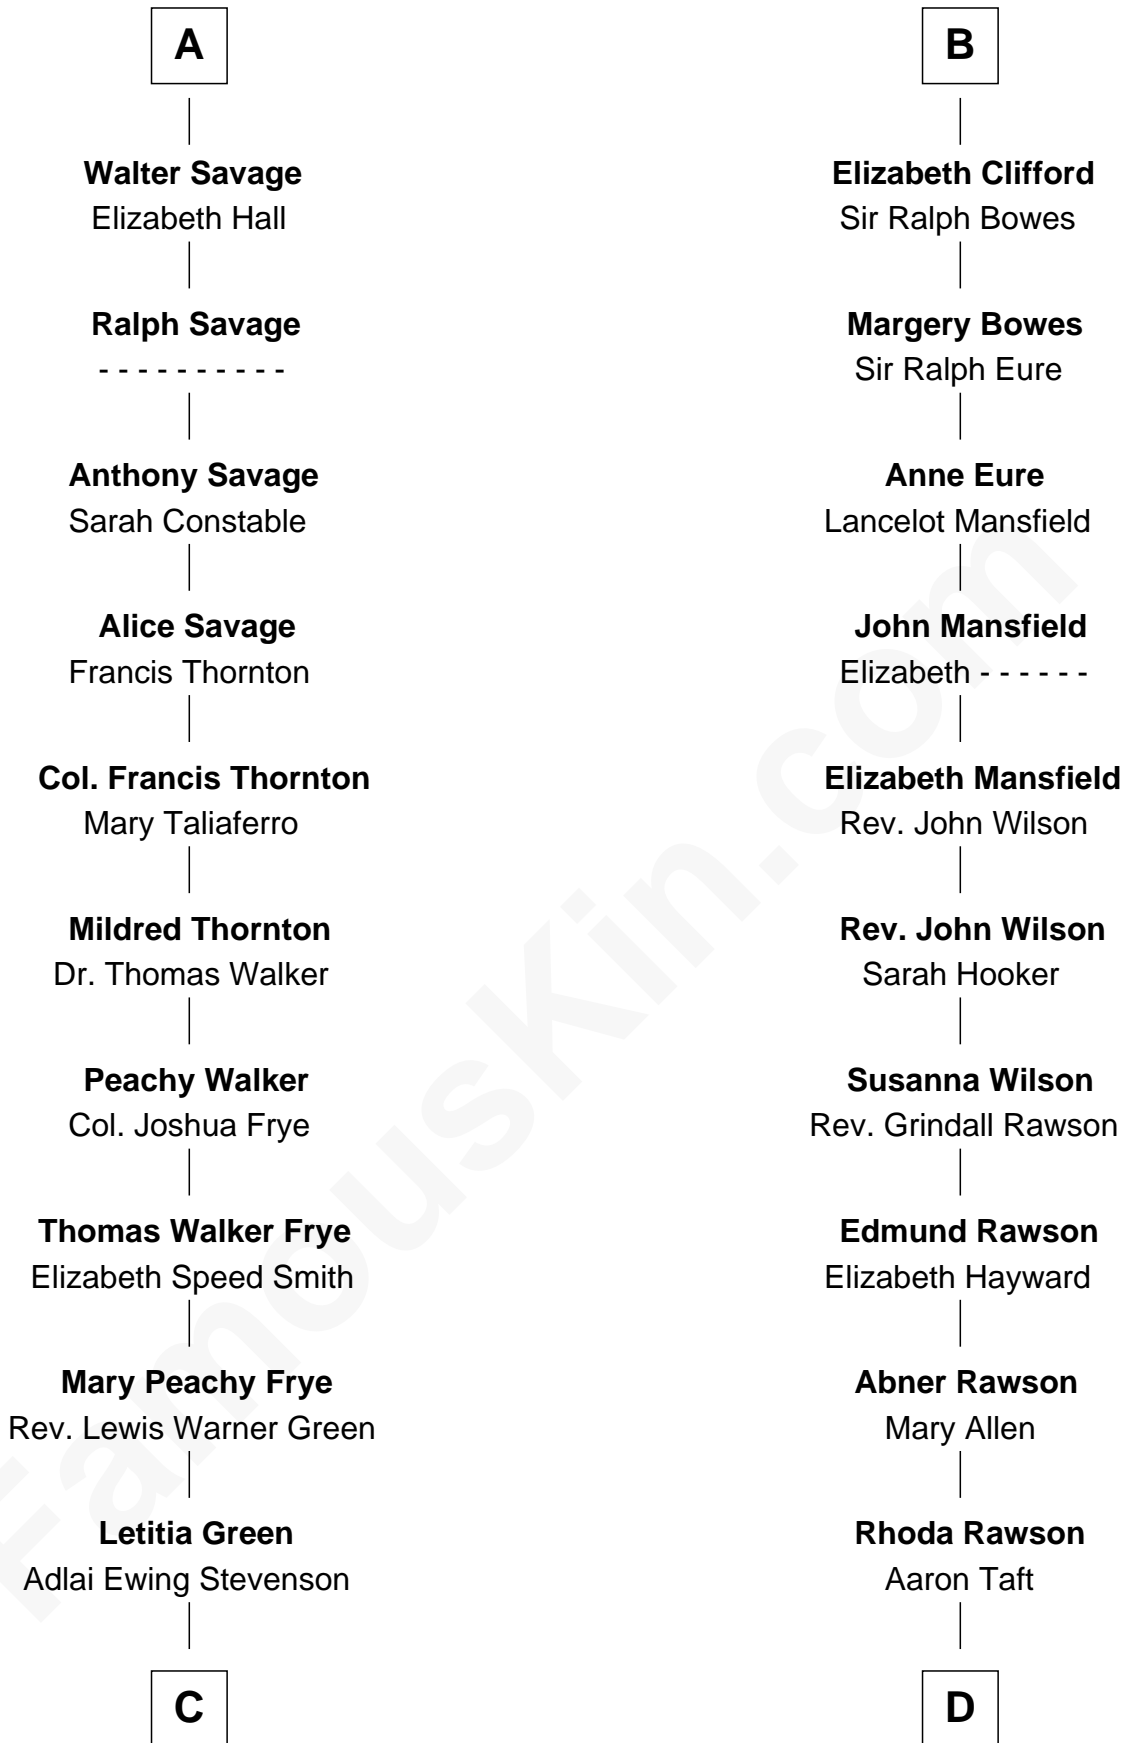 A
Walter Savage
Elizabeth Hall
Ralph Savage
- - - - - - - - - -
Anthony Savage
Sarah Constable
Alice Savage
Francis Thornton
Col. Francis Thornton
Mary Taliaferro
Mildred Thornton
Dr. Thomas Walker
Peachy Walker
Col. Joshua Frye
Thomas Walker Frye
Elizabeth Speed Smith
Mary Peachy Frye
Rev. Lewis Warner Green
Letitia Green
Adlai Ewing Stevenson
C
B
Elizabeth Clifford
Sir Ralph Bowes
Margery Bowes
Sir Ralph Eure
Anne Eure
Lancelot Mansfield
John Mansfield
Elizabeth - - - - - -
Elizabeth Mansfield
Rev. John Wilson
Rev. John Wilson
Sarah Hooker
Susanna Wilson
Rev. Grindall Rawson
Edmund Rawson
Elizabeth Hayward
Abner Rawson
Mary Allen
Rhoda Rawson
Aaron Taft
D
FamousKin.com